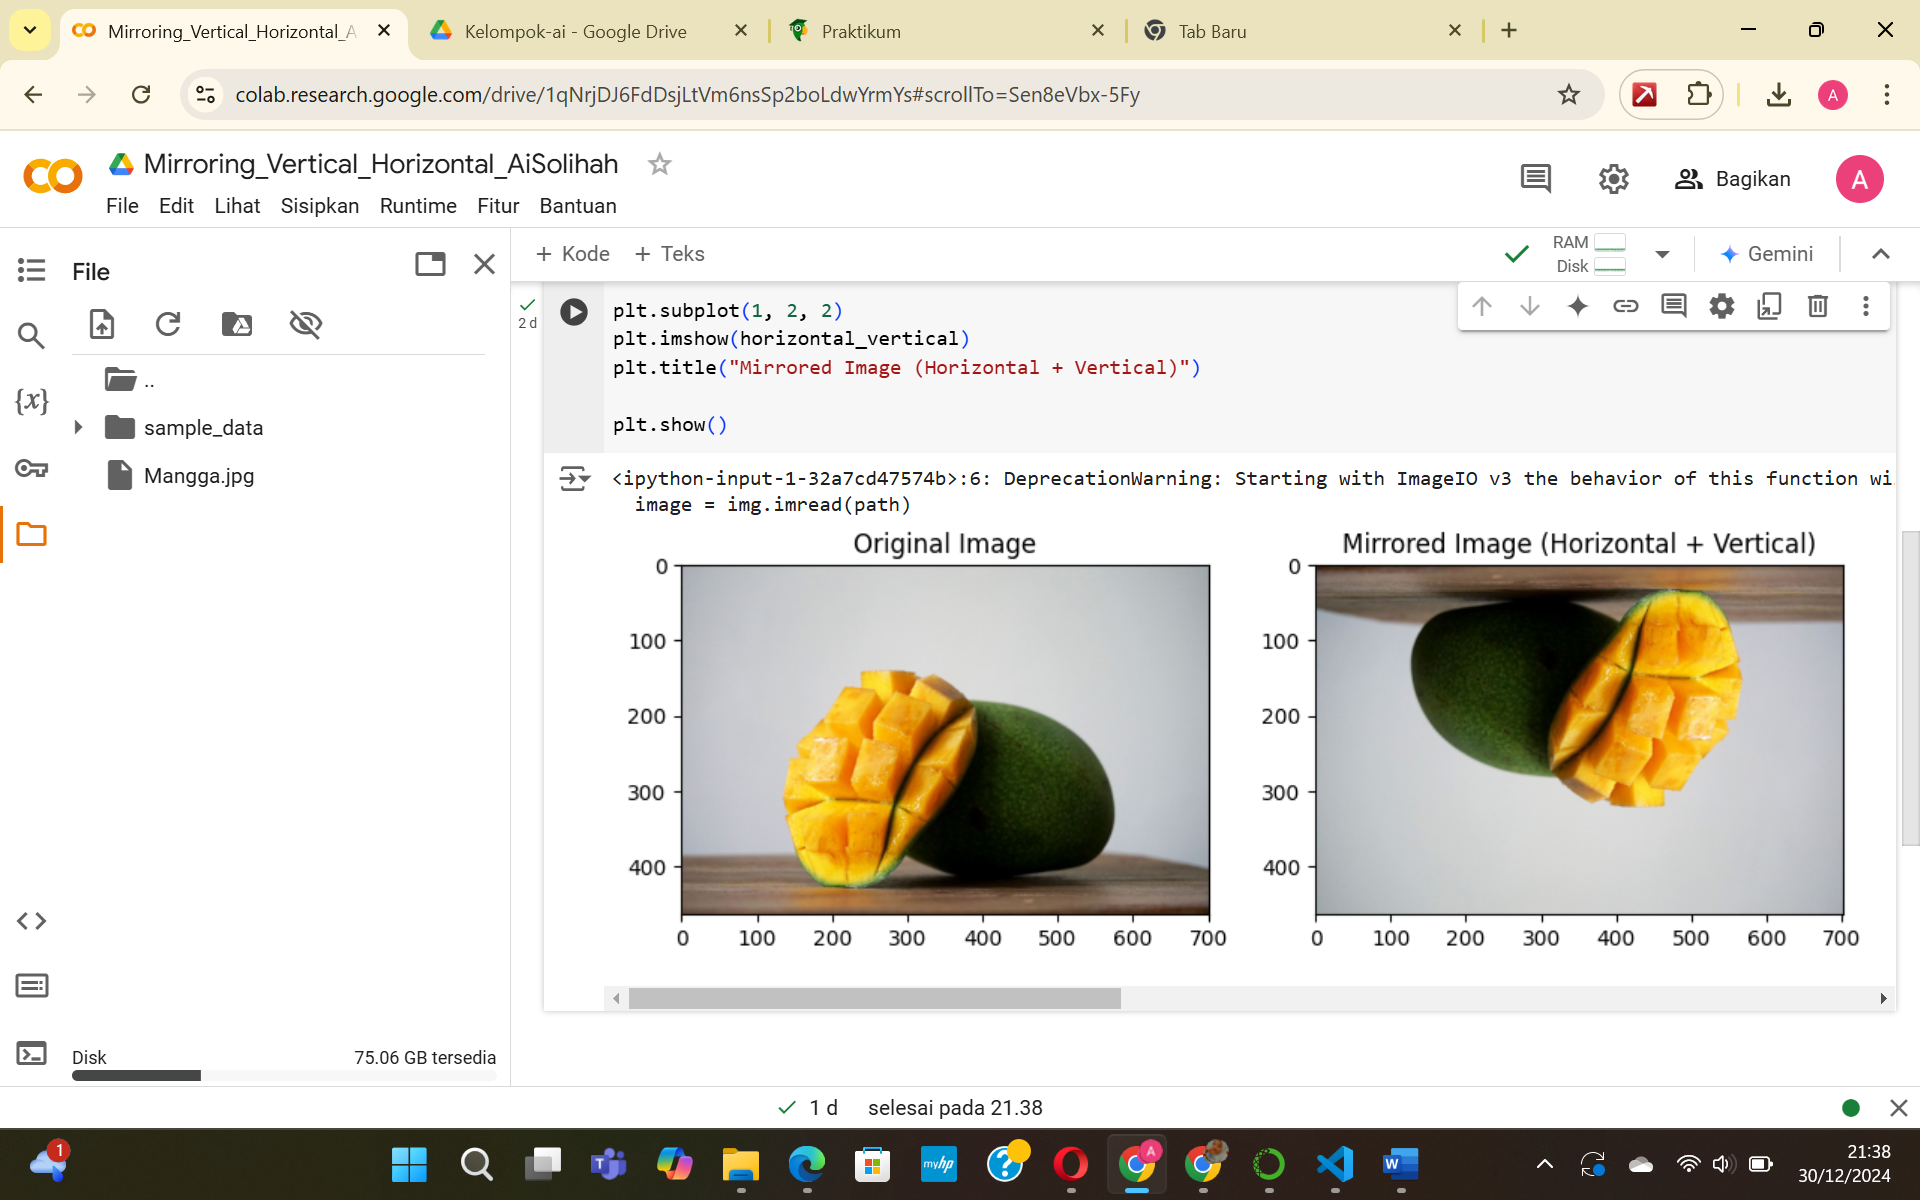 Mirroring_Vertical_Horizontal_A
Kelompok-ai - Google Drive
Praktikum
Tab Baru
colab.research.google.com/drive/1qNrjDJ6FdDsjLtVm6nsSp2boLdwYrmYs#scrollTo=Sen8eVbx-5Fy
A
Mirroring_Vertical_Horizontal_AiSolihah
File Edit Lihat Sisipkan Runtime Fitur Bantuan
Bagikan
A
File
+ Kode + Teks
RAM
Disk
Gemini
..
sample_data
Mangga.jpg
{x}
2 d
plt.subplot(1, 2, 2)
plt.imshow(horizontal_vertical)
plt.title("Mirrored Image (Horizontal + Vertical)")
plt.show()
<ipython-input-1-32a7cd47574b>:6: DeprecationWarning: Starting with ImageIO v3 the behavior of this function wi
image = img.imread(path)
Original Image
0
100
200
300
400
0 100 200 300 400 500 600 700
Mirrored Image (Horizontal + Vertical)
0
100
200
300
400
0 100 200 300 400 500 600 700
Disk 75.06 GB tersedia
1 d selesai pada 21.38
1
myhp
A
W
21:38
30/12/2024